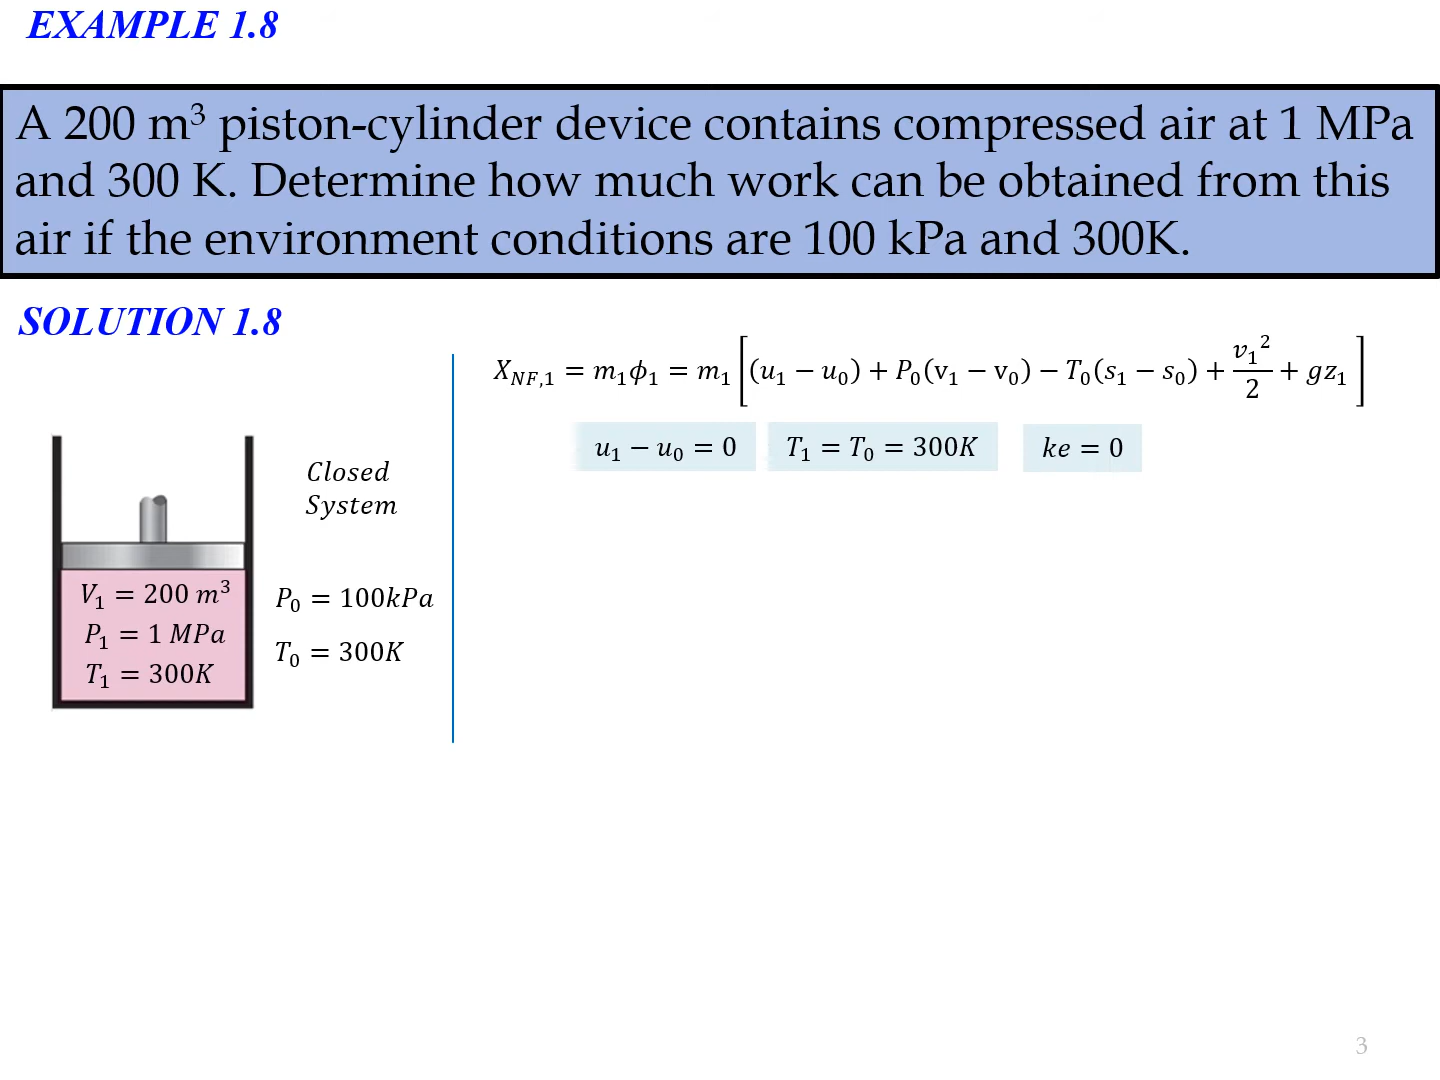 EXAMPLE 1.8
A 200 m³ piston-cylinder device contains compressed air at 1 MPa
and 300 K. Determine how much work can be obtained from this
air if the environment conditions are 100 kPa and 300K.
SOLUTION 1.8
X_{NF,1} = m₁ϕ₁ = m₁[(u₁ − u₀) + P₀(v₁ − v₀) − T₀(s₁ − s₀) + v₁²/2 + gz₁]
u₁ − u₀ = 0 T₁ = T₀ = 300K ke = 0
Closed
System
V₁ = 200 m³
P₁ = 1 MPa
T₁ = 300K
P₀ = 100kPa
T₀ = 300K
3